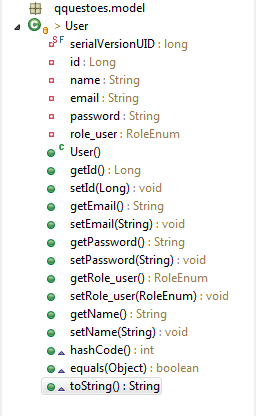 qquestoes.model
> User
serialVersionUID : long
id : Long
name : String
email : String
password : String
role_user : RoleEnum
User()
getId() : Long
setId(Long) : void
getEmail() : String
setEmail(String) : void
getPassword() : String
setPassword(String) : void
getRole_user() : RoleEnum
setRole_user(RoleEnum) : void
getName() : String
setName(String) : void
hashCode() : int
equals(Object) : boolean
toString() : String